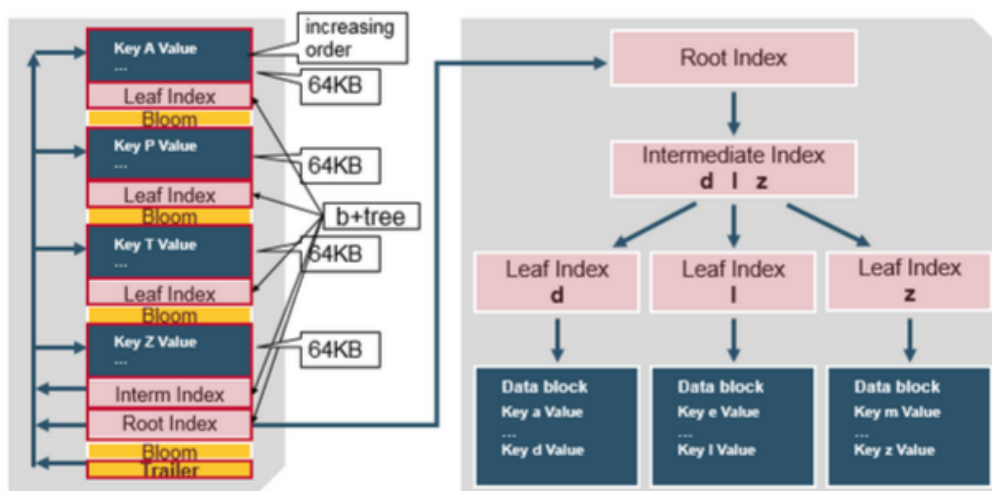 Key A Value
...
Leaf Index
Bloom
Key P Value
...
Leaf Index
Bloom
Key T Value
...
Leaf Index
Bloom
Key Z Value
...
Interm Index
Root Index
Bloom
Trailer
increasing
order
64KB
64KB
b+tree
64KB
64KB
Root Index
Intermediate Index
d l z
Leaf Index
d
Leaf Index
l
Leaf Index
z
Data block
Key a Value
...
Key d Value
Data block
Key e Value
...
Key l Value
Data block
Key m Value
...
Key z Value